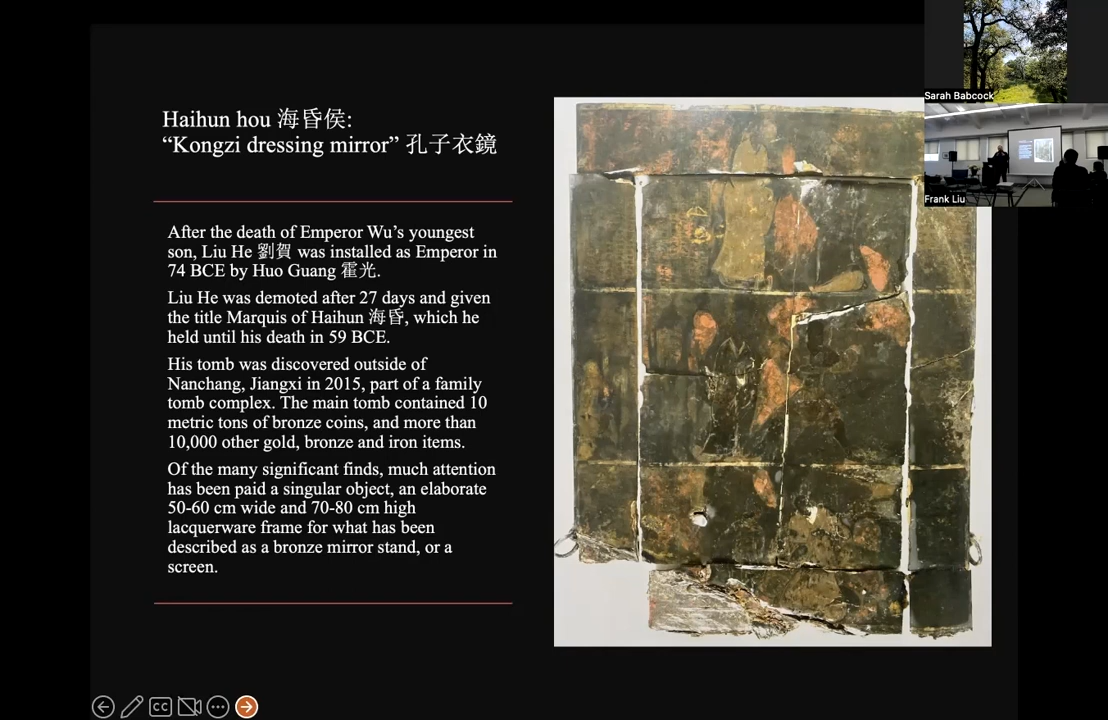 Haihun hou 海昏侯:
“Kongzi dressing mirror” 孔子衣鏡
After the death of Emperor Wu’s youngest
son, Liu He 劉賀 was installed as Emperor in
74 BCE by Huo Guang 霍光.
Liu He was demoted after 27 days and given
the title Marquis of Haihun 海昏, which he
held until his death in 59 BCE.
His tomb was discovered outside of
Nanchang, Jiangxi in 2015, part of a family
tomb complex. The main tomb contained 10
metric tons of bronze coins, and more than
10,000 other gold, bronze and iron items.
Of the many significant finds, much attention
has been paid a singular object, an elaborate
50-60 cm wide and 70-80 cm high
lacquerware frame for what has been
described as a bronze mirror stand, or a
screen.
Sarah Babcock
Frank Liu
CC